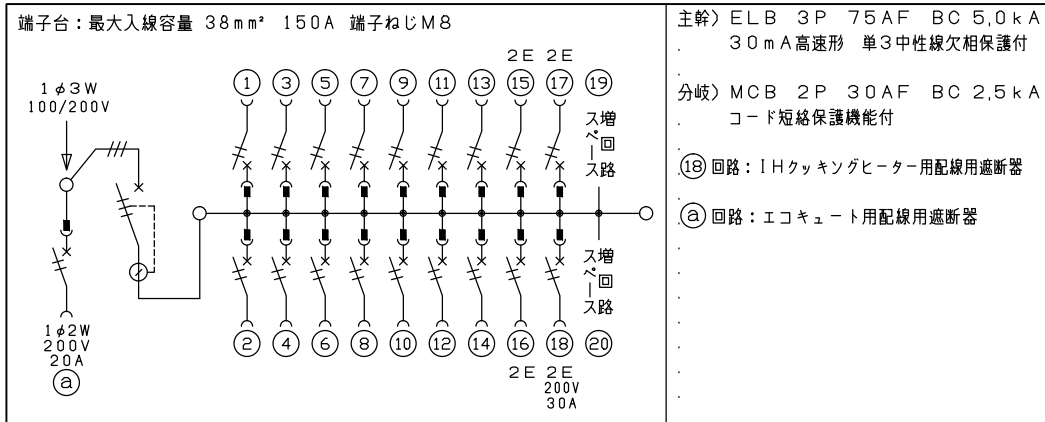 端子台：最大入線容量 38mm² 150A 端子ねじM8
2E 2E
① ③ ⑤ ⑦ ⑨ ⑪ ⑬ ⑮ ⑰ ⑲
1φ3W
100/200V
増回路
スペース
増回路
スペース
1φ2W
200V
20A
ⓐ
② ④ ⑥ ⑧ ⑩ ⑫ ⑭ ⑯ ⑱ ⑳
2E 2E
200V
30A
主幹）ELB 3P 75AF BC 5,0kA
. 30mA高速形 単3中性線欠相保護付
.
分岐）MCB 2P 30AF BC 2,5kA
. コード短絡保護機能付
.
⑱回路：IHクッキングヒーター用配線用遮断器
.
ⓐ回路：エコキュート用配線用遮断器
.
.
.
.
.
.